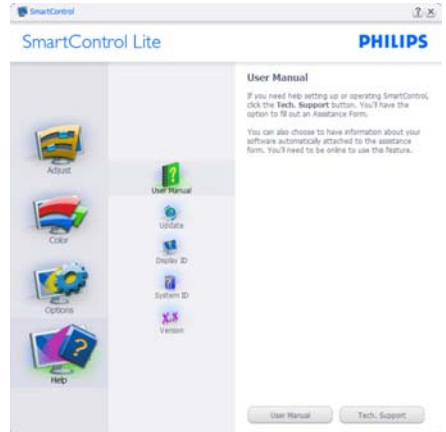 SmartControl
SmartControl Lite
PHILIPS
Adjust
Color
Options
Help
User Manual
Update
Display ID
System ID
Version
User Manual
If you need help setting up or operating SmartControl,
click the Tech. Support button. You'll have the
option to fill out an Assistance Form.
You can also choose to have information about your
software automatically attached to the assistance
form. You'll need to be online to use this feature.
User Manual
Tech. Support